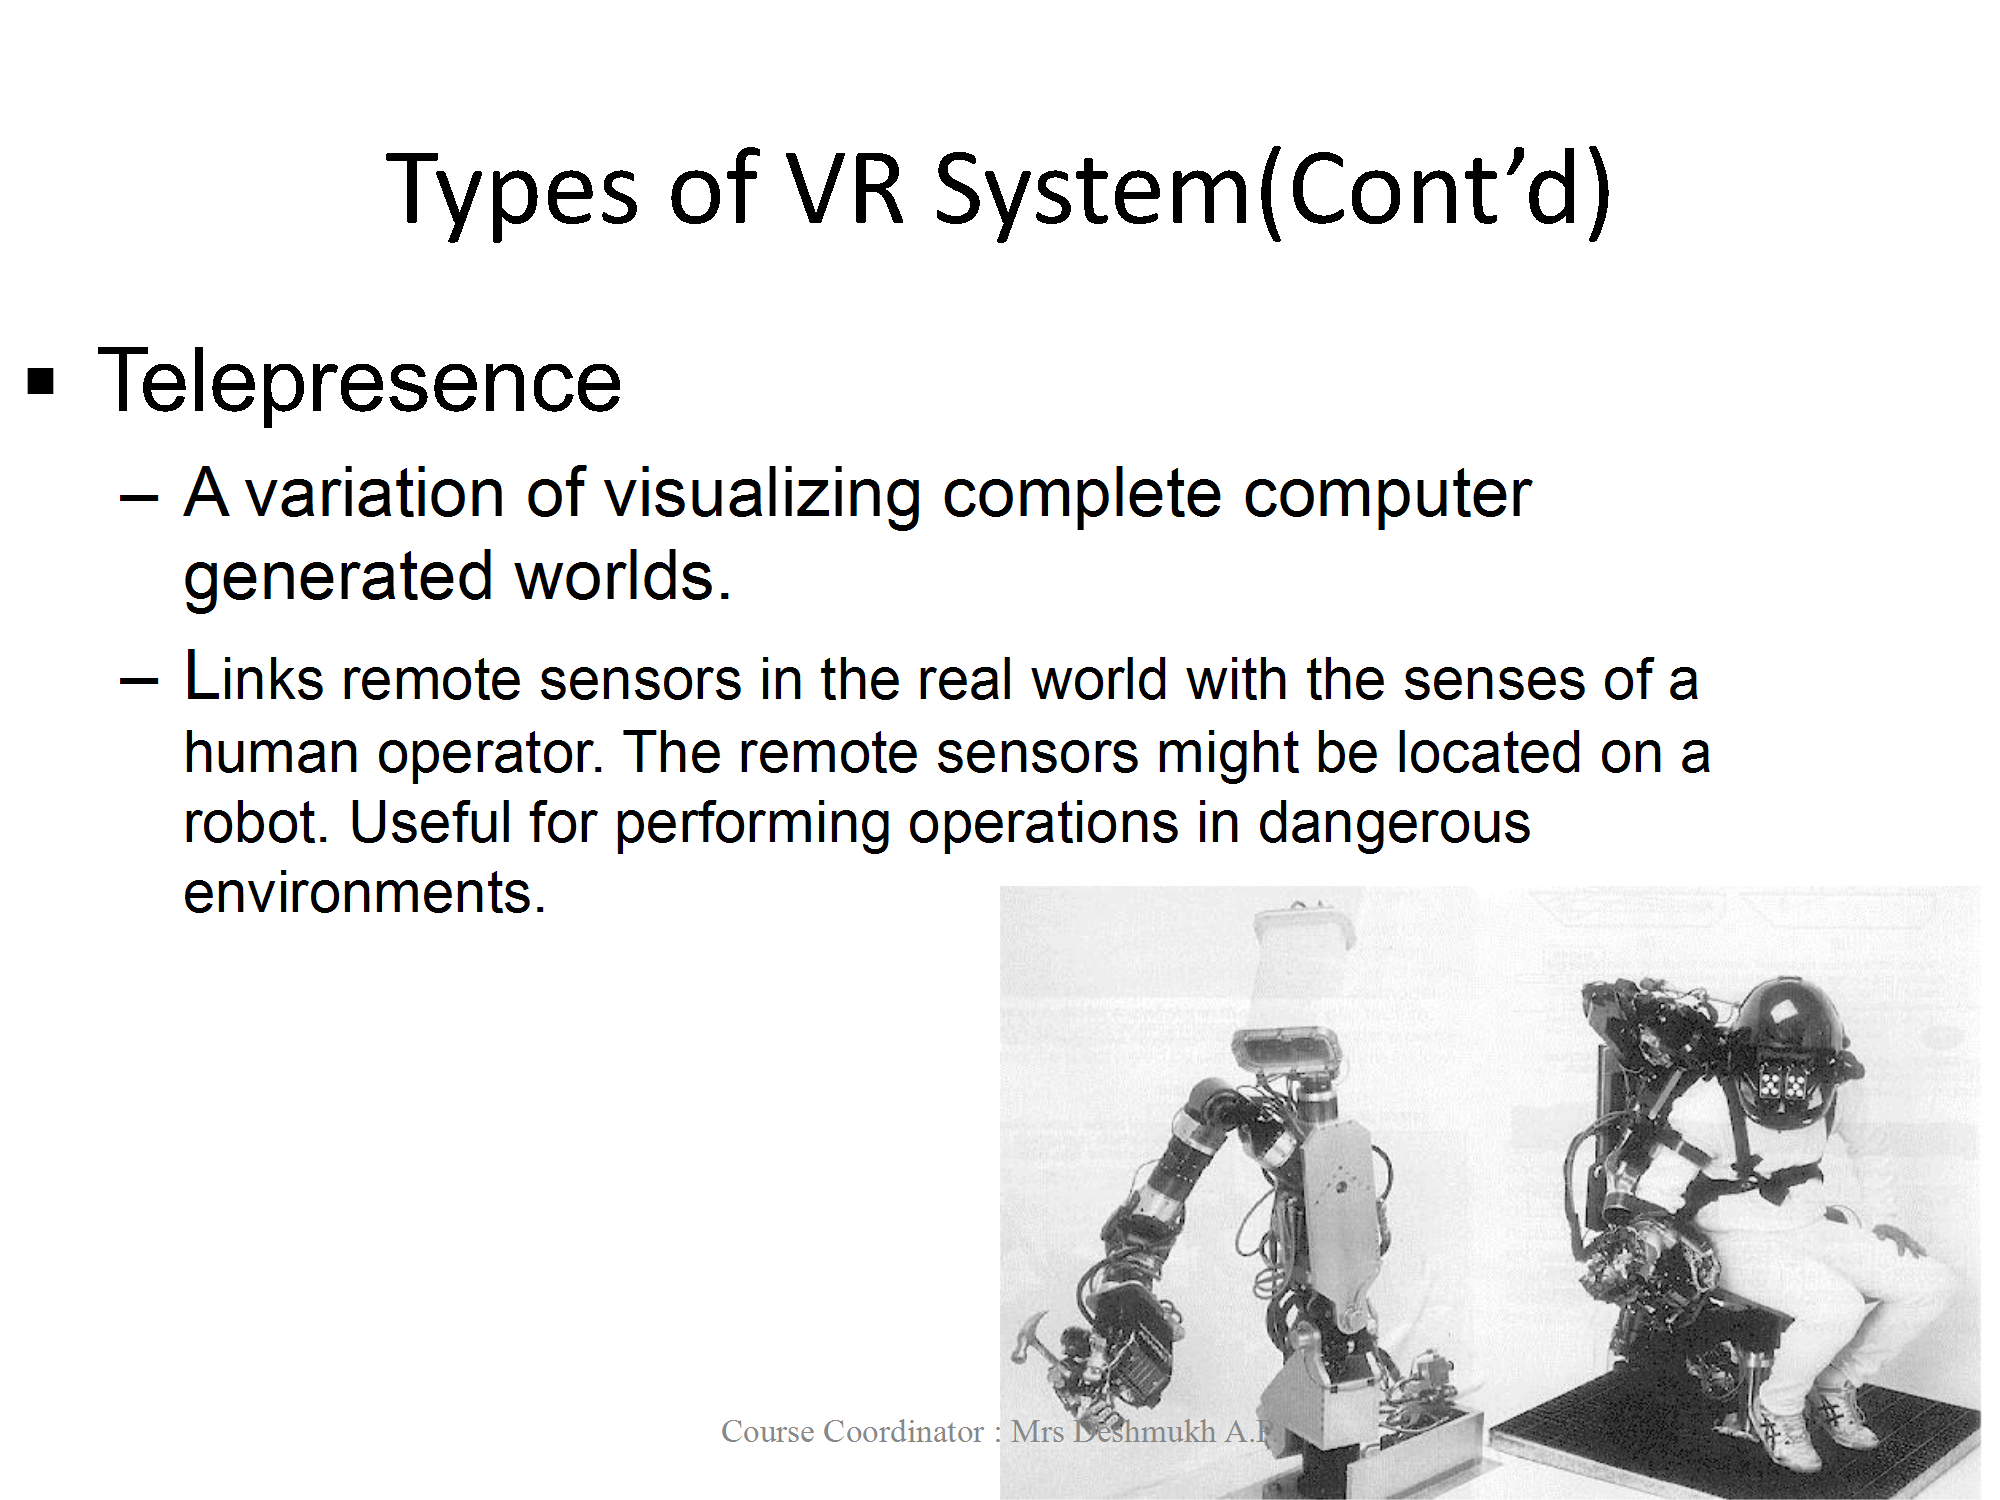 Types of VR System(Cont’d)
▪ Telepresence
– A variation of visualizing complete computer
generated worlds.
– Links remote sensors in the real world with the senses of a
human operator. The remote sensors might be located on a
robot. Useful for performing operations in dangerous
environments.
Course Coordinator : Mrs Deshmukh A.P.